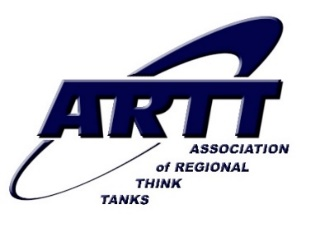 ARTT
ASSOCIATION
of REGIONAL
THINK
TANKS